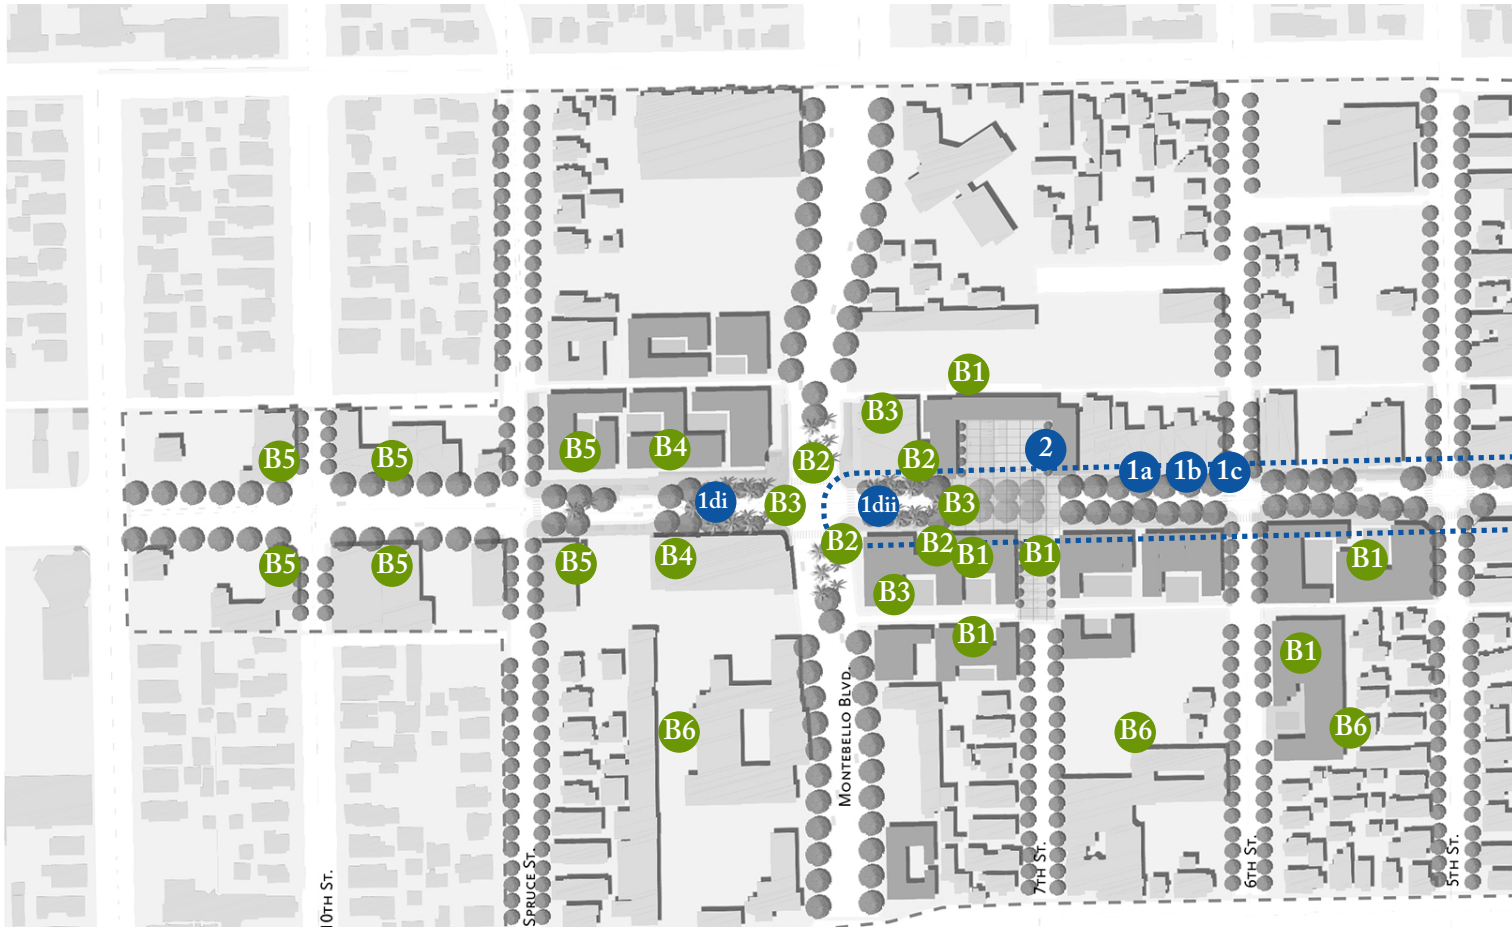 B1
B3
2
B5
B5
B5
B4
B2
B2
1a
1b
1c
1di
B3
1dii
B3
B5
B5
B5
B4
B2
B2
B1
B1
B1
B3
B1
B1
B6
B6
B6
MONTEBELLO BLVD.
10TH ST.
SPRUCE ST.
7TH ST.
6TH ST.
5TH ST.